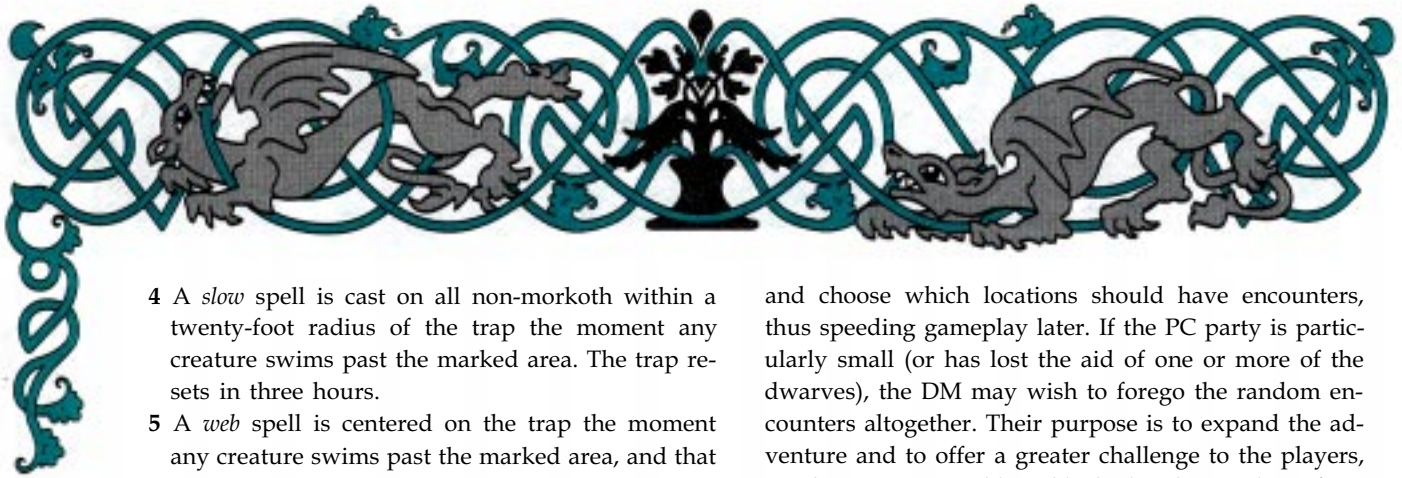 4 A slow spell is cast on all non-morkoth within a
twenty-foot radius of the trap the moment any
creature swims past the marked area. The trap re-
sets in three hours.
5 A web spell is centered on the trap the moment
any creature swims past the marked area, and that
and choose which locations should have encounters,
thus speeding gameplay later. If the PC party is partic-
ularly small (or has lost the aid of one or more of the
dwarves), the DM may wish to forego the random en-
counters altogether. Their purpose is to expand the ad-
venture and to offer a greater challenge to the players,